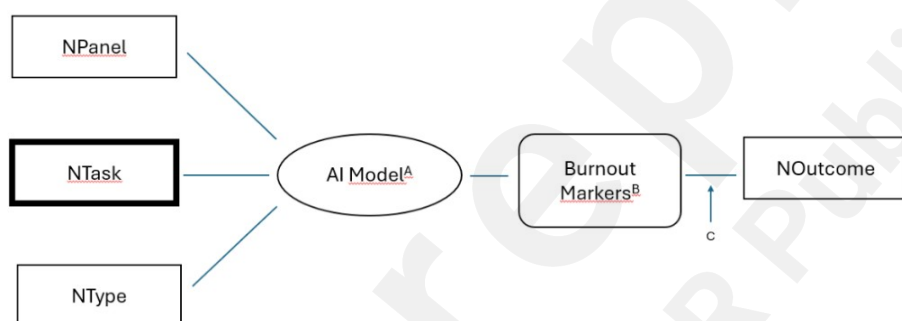 NPanel
NTask
AI Modelᴬ
Burnout
Markersᴮ
NOutcome
C
NType